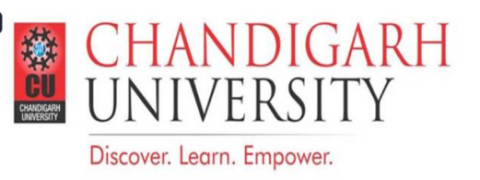 CU
CHANDIGARH
UNIVERSITY
CHANDIGARH
UNIVERSITY
Discover. Learn. Empower.